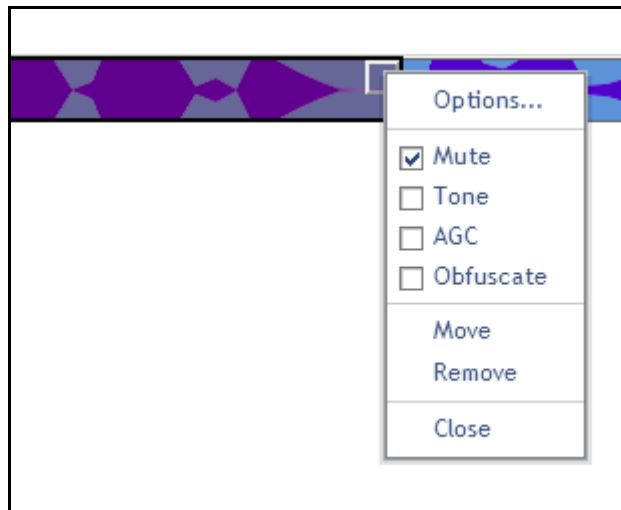 Options...
Mute
Tone
AGC
Obfuscate
Move
Remove
Close